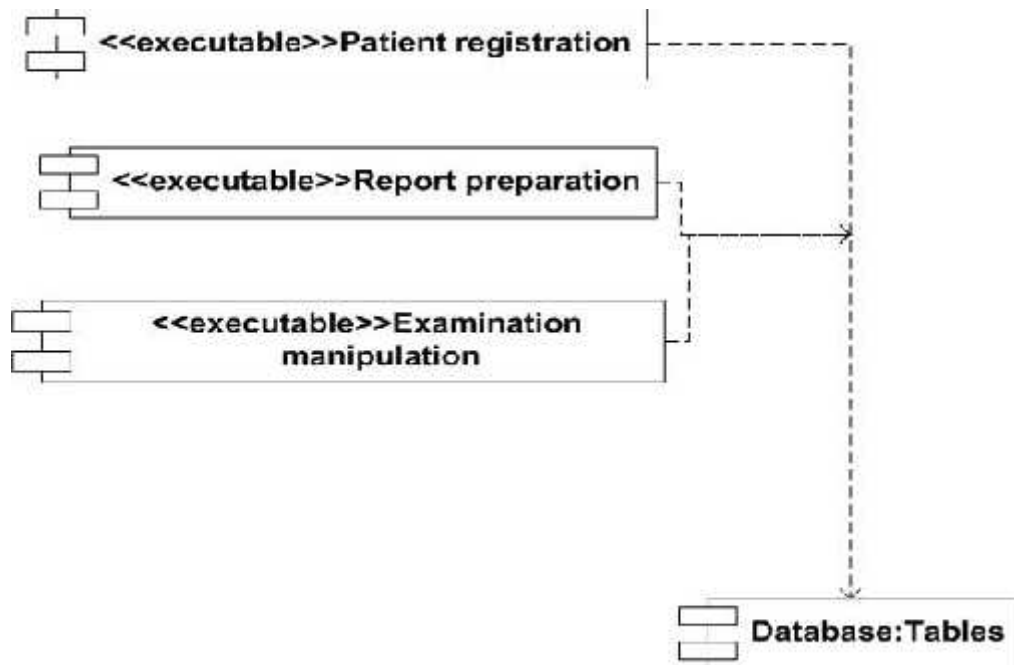 <<executable>>Patient registration
<<executable>>Report preparation
<<executable>>Examination
manipulation
Database:Tables